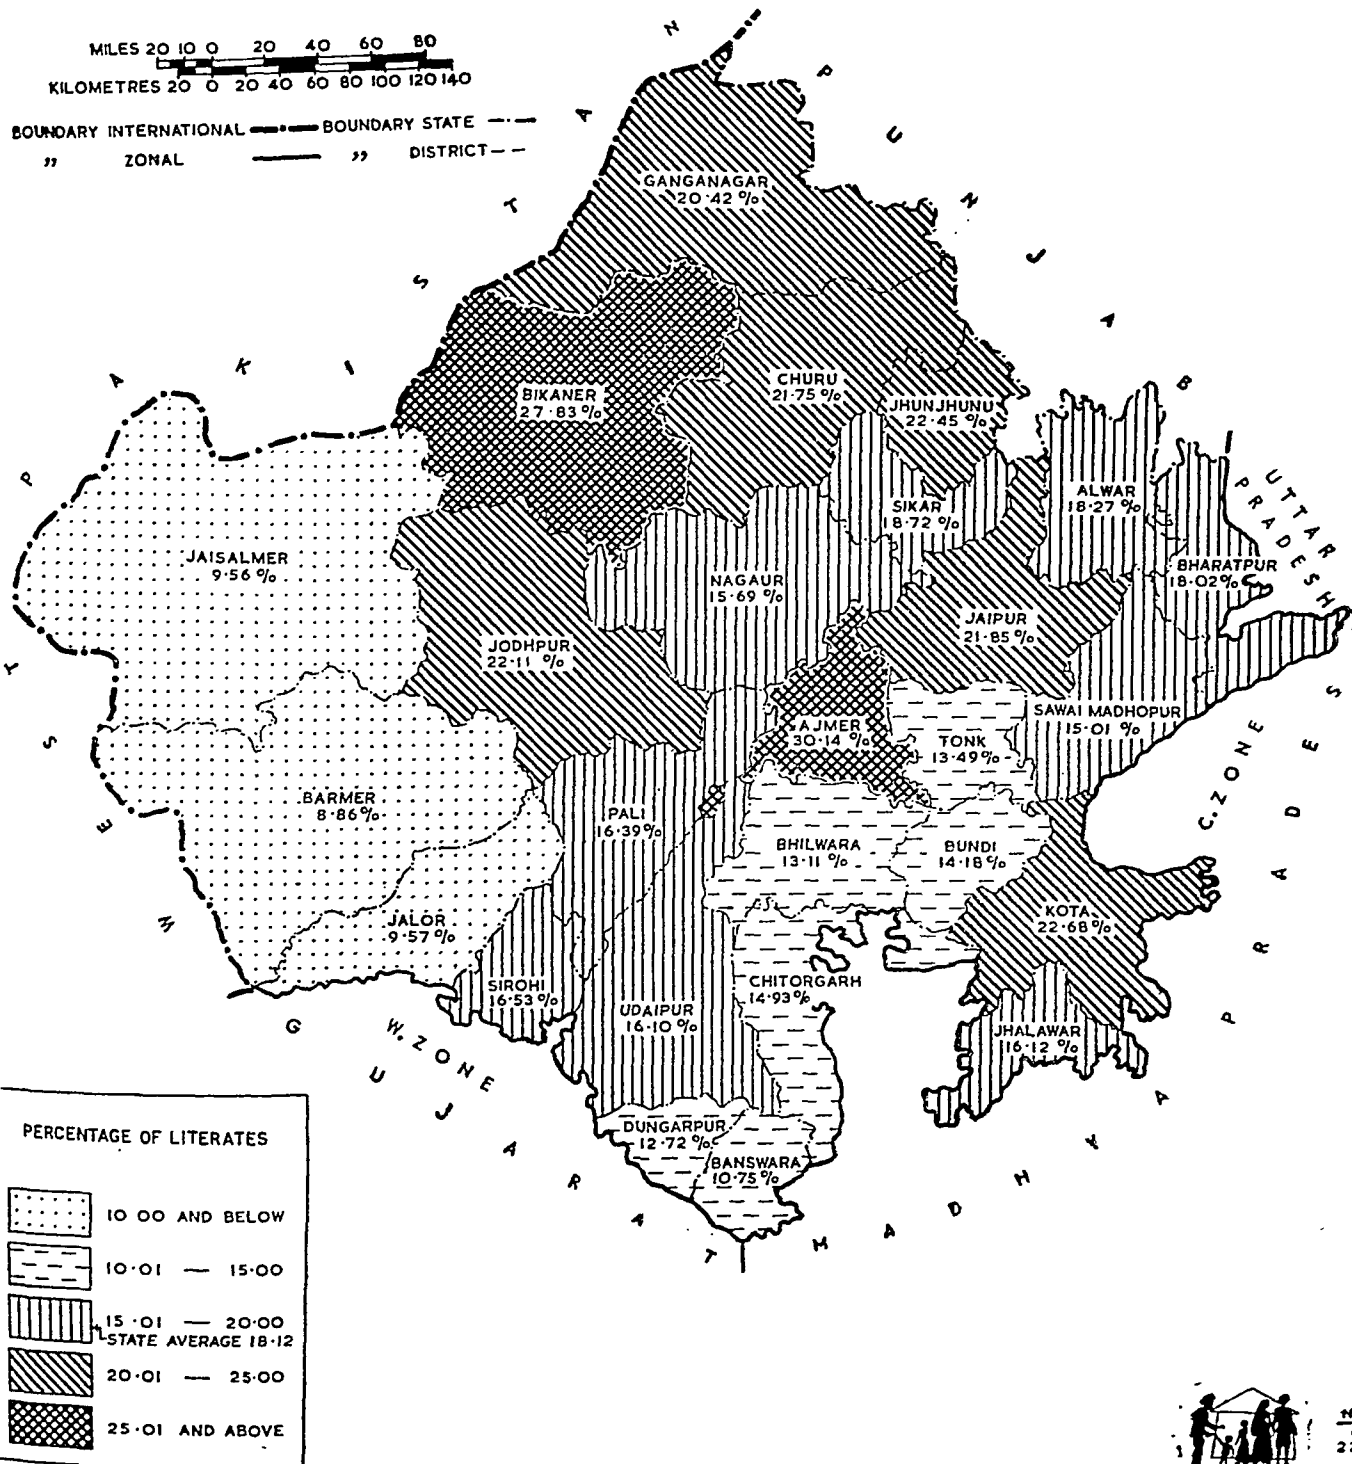 MILES 20 10 0 20 40 60 80
KILOMETRES 20 0 20 40 60 80 100 120 140
BOUNDARY INTERNATIONAL BOUNDARY STATE
,, ZONAL ,, DISTRICT
WEST PAKISTAN
PUNJAB
UTTAR
PRADESH
GANGANAGAR
20·42 %
BIKANER
27·83 %
CHURU
21·75 %
JHUNJHUNU
22·45 %
SIKAR
18·72 %
ALWAR
18·27 %
BHARATPUR
18·02 %
JAISALMER
9·56 %
NAGAUR
15·69 %
JAIPUR
21·85 %
JODHPUR
22·11 %
AJMER
30·14 %
TONK
13·49 %
SAWAI MADHOPUR
15·01 %
BARMER
8·86 %
PALI
16·39 %
BHILWARA
13·11 %
BUNDI
14·18 %
JALOR
9·57 %
KOTA
22·68 %
SIROHI
16·53 %
UDAIPUR
16·10 %
CHITORGARH
14·93 %
JHALAWAR
16·12 %
DUNGARPUR
12·72 %
BANSWARA
10·75 %
C. ZONE
MADHYA PRADESH
W. ZONE
GUJARAT
PERCENTAGE OF LITERATES
10 00 AND BELOW
10·01 — 15·00
15·01 — 20·00
STATE AVERAGE 18·12
20·01 — 25·00
25·01 AND ABOVE